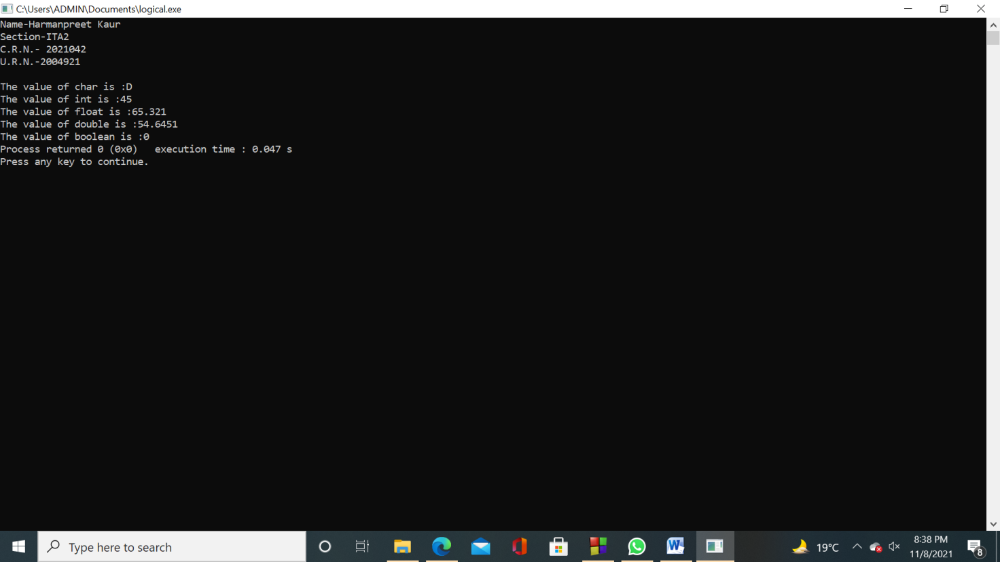 C:\Users\ADMIN\Documents\logical.exe
Name-Harmanpreet Kaur
Section-ITA2
C.R.N.- 2021042
U.R.N.-2004921
The value of char is :D
The value of int is :45
The value of float is :65.321
The value of double is :54.6451
The value of boolean is :0
Process returned 0 (0x0)   execution time : 0.047 s
Press any key to continue.
Type here to search
19°C
8:38 PM
11/8/2021
8